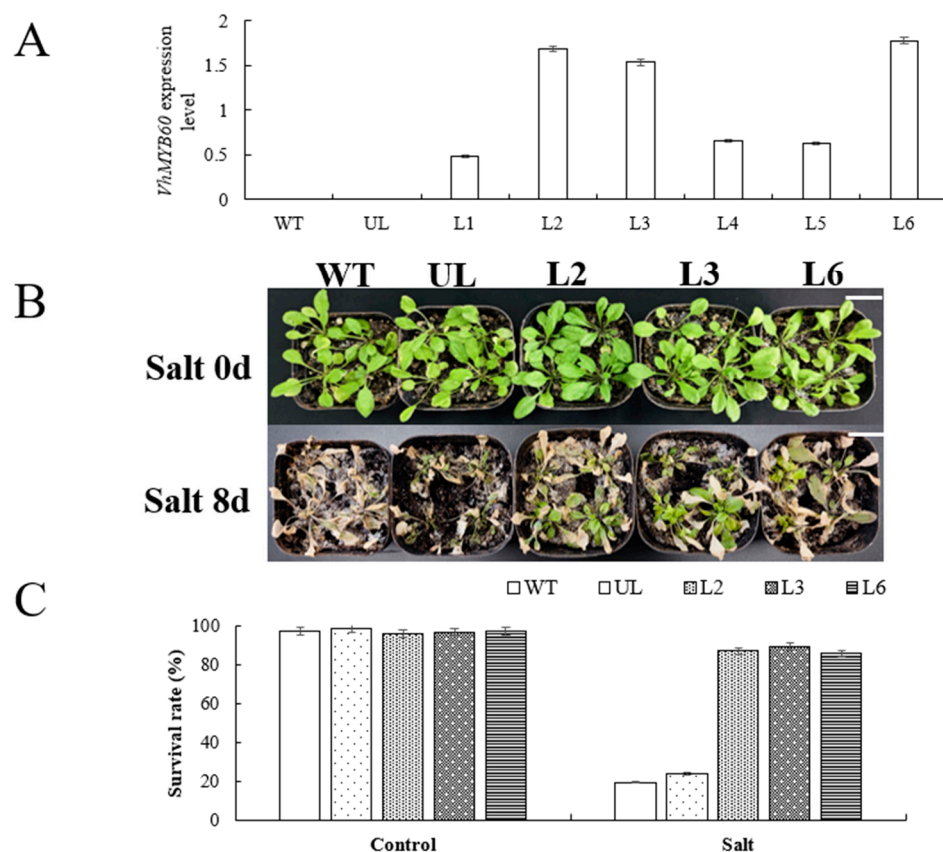 A
VhMYB60 expression
level
2
1.5
1
0.5
0
WT UL L1 L2 L3 L4 L5 L6
B
WT UL L2 L3 L6
Salt 0d
Salt 8d
C
WT UL L2 L3 L6
Survival rate (%)
100
80
60
40
20
0
Control Salt